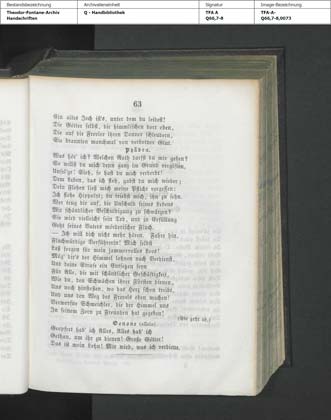 Bestandsbezeichnung
Theodor-Fontane-Archiv
Handschriften
Archivalieneinheit
Q - Handbibliothek
Signatur
TFA A
Q66,7-8
Image-Bezeichnung
TFA-A-
Q66,7-8,0073
63
Ein altes Joch ist's, unter dem du leidest!
Die Götter selbst, die himmlischen dort oben,
Die auf die Frevler ihren Donner schleudern,
Sie brannten manchmal von verbotner Glut.
Phädra.
Was hör' ich? Welchen Rath darfst du mir geben?
So willst du mich denn ganz im Grund vergiften,
Unsel'ge! Sieh, so hast du mich verderbt!
Dem Leben, das ich floh, gabst du mich wieder;
Dein Flehen ließ mich meine Pflicht vergessen:
Ich floh Hippolyt; du triebst mich, ihn zu sehn.
Wer trug dir auf, die Unschuld seines Lebens
Mit schändlicher Beschuldigung zu schwärzen?
Sie wird vielleicht sein Tod, und in Erfüllung
Geht seines Vaters mörderischer Fluch.
— Ich will dich nicht mehr hören. Fahre hin,
Fluchwürdige Verführerin! Mich selbst
Laß sorgen für mein jammervolles Loos!
Mög' dir's der Himmel lohnen nach Verdienst,
Und deine Strafe ein Entsetzen seyn
Für Alle, die mit schändlicher Geschäftigkeit,
Wie du, den Schwächen ihrer Fürsten dienen,
Uns noch hinstoßen, wo das Herz schon treibt,
Und uns den Weg des Frevels eben machen!
Verworfne Schmeichler, die der Himmel uns
In seinem Zorn zu Freunden hat gegeben!
(Sie geht ab.)
Oenone (allein).
Geopfert hab' ich Alles, Alles hab' ich
Gethan, um ihr zu dienen! Große Götter!
Das ist mein Lohn! Mir wird, was ich verdiene.